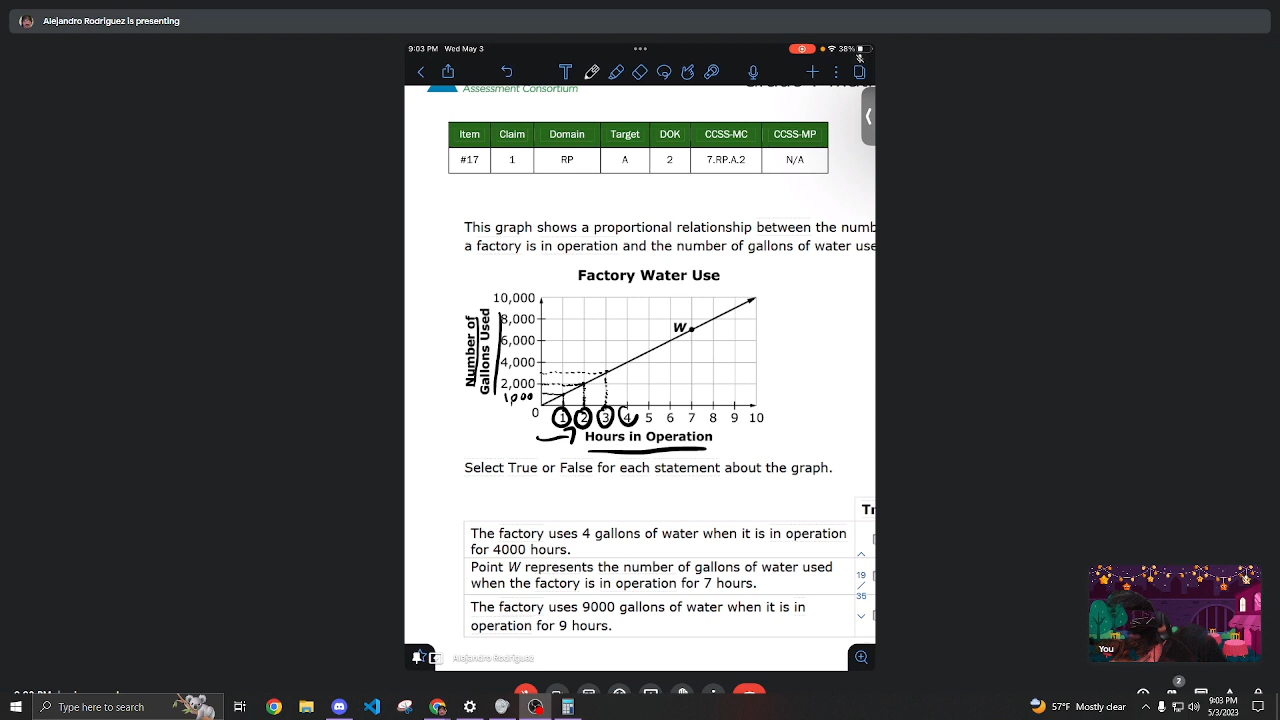 Alejandro Rodriguez is presenting
9:03 PM Wed May 3
38%
Assessment Consortium
Item Claim Domain Target DOK CCSS-MC CCSS-MP
#17 1 RP A 2 7.RP.A.2 N/A
This graph shows a proportional relationship between the numb
a factory is in operation and the number of gallons of water use
Factory Water Use
10,000
8,000
6,000
4,000
2,000
1000
0
Number of
Gallons Used
W
1 2 3 4 5 6 7 8 9 10
Hours in Operation
Select True or False for each statement about the graph.
Tr
The factory uses 4 gallons of water when it is in operation
for 4000 hours.
Point W represents the number of gallons of water used
when the factory is in operation for 7 hours.
The factory uses 9000 gallons of water when it is in
operation for 9 hours.
19
35
Alejandro Rodriguez
You
2
Type here to search
57°F Mostly clear
9:03 PM
5/3/2023